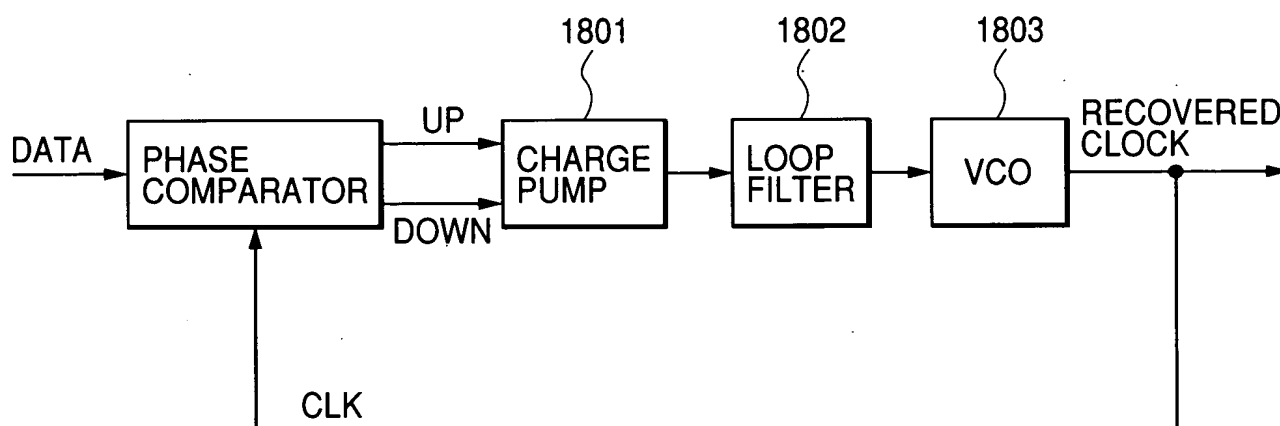 1801
1802
1803
DATA
PHASE
COMPARATOR
UP
DOWN
CHARGE
PUMP
LOOP
FILTER
VCO
RECOVERED
CLOCK
CLK